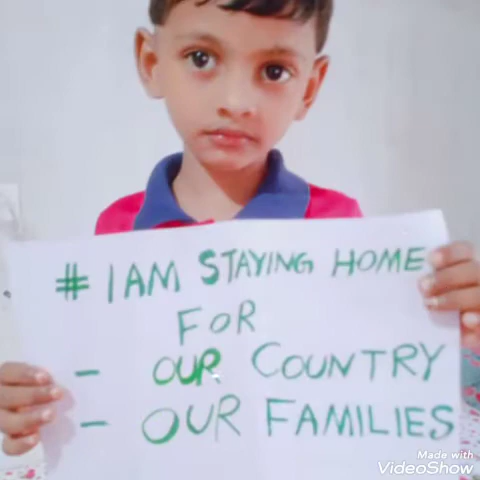 # I AM STAYING HOME
FOR
- OUR COUNTRY
- OUR FAMILIES
Made with
VideoShow